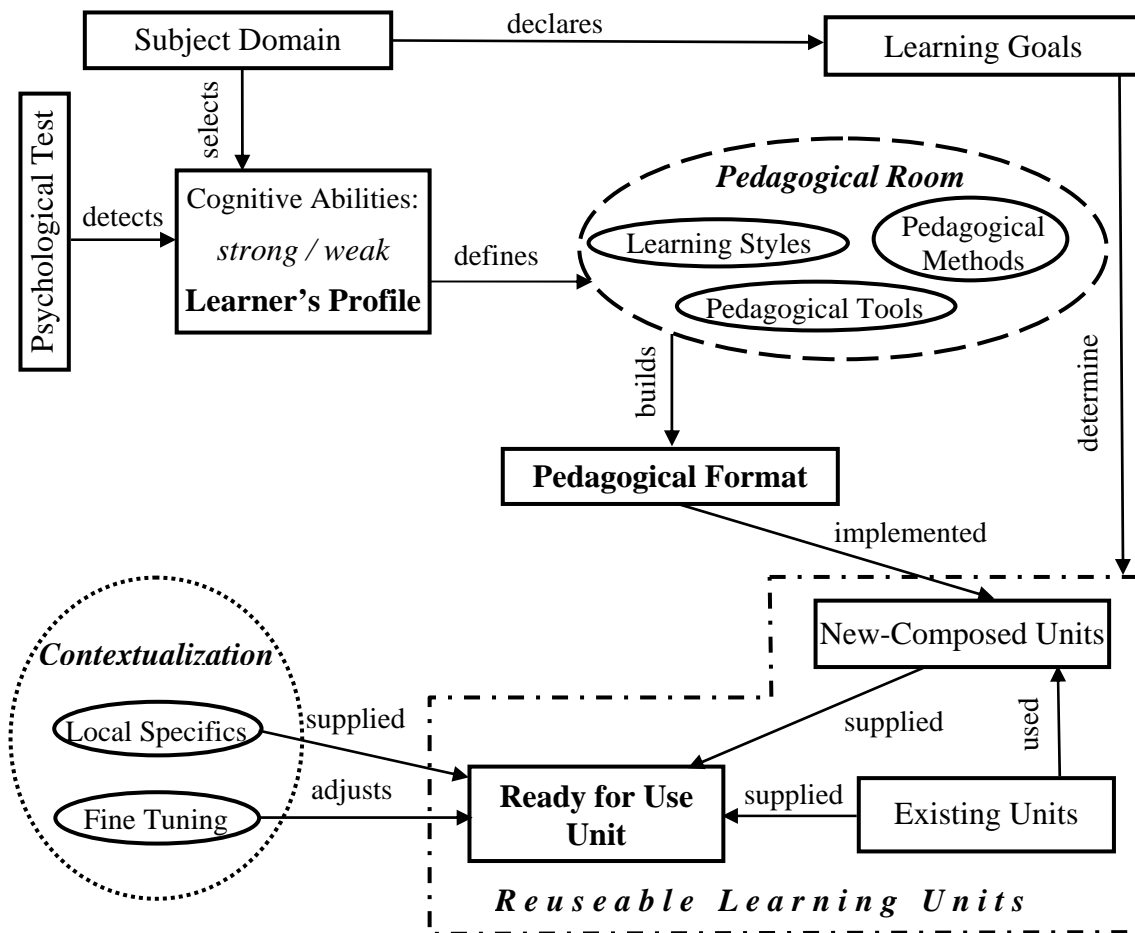 Subject Domain
declares
Learning Goals
selects
Psychological Test
detects
Cognitive Abilities:
strong / weak
Learner's Profile
defines
Pedagogical Room
Learning Styles
Pedagogical
Methods
Pedagogical Tools
builds
determine
Pedagogical Format
implemented
Contextualization
Local Specifics
supplied
Fine Tuning
adjusts
New-Composed Units
supplied
used
Ready for Use
Unit
supplied
Existing Units
Reuseable Learning Units